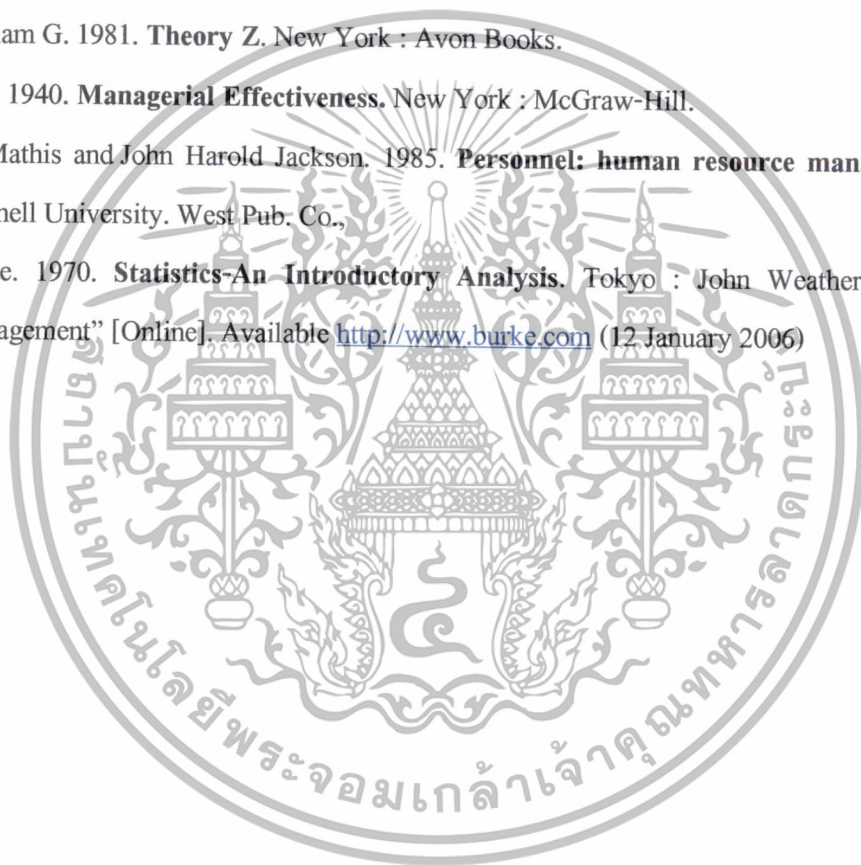 am G. 1981. Theory Z. New York : Avon Books.
1940. Managerial Effectiveness. New York : McGraw-Hill.
Mathis and John Harold Jackson. 1985. Personnel: human resource man
nell University. West Pub. Co.,
e. 1970. Statistics-An Introductory Analysis. Tokyo : John Weather
agement” [Online]. Available http://www.burke.com (12 January 2006)
สถาบันเทคโนโลยีพระจอมเกล้าเจ้าคุณทหารลาดกระบัง